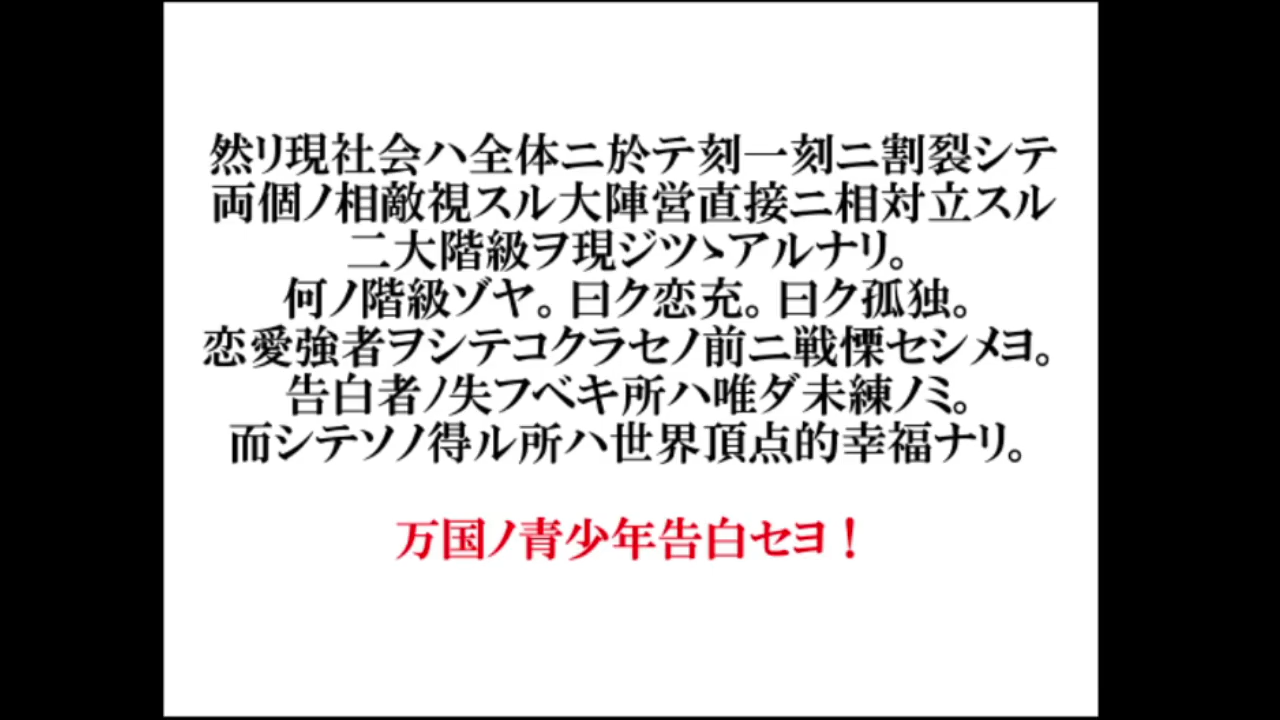 然リ現社会ハ全体ニ於テ刻一刻ニ割裂シテ
両個ノ相敵視スル大陣営直接ニ相対立スル
二大階級ヲ現ジツヽアルナリ。
何ノ階級ゾヤ。曰ク恋充。曰ク孤独。
恋愛強者ヲシテコクラセノ前ニ戦慄セシメヨ。
告白者ノ失フベキ所ハ唯ダ未練ノミ。
而シテソノ得ル所ハ世界頂点的幸福ナリ。
万国ノ青少年告白セヨ！